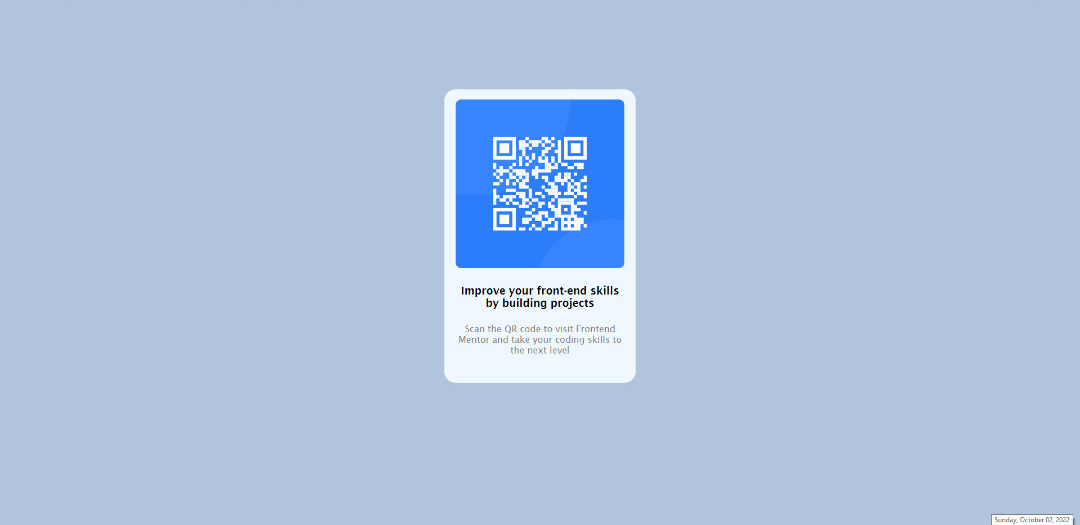 Improve your front-end skills
by building projects
Scan the QR code to visit Frontend
Mentor and take your coding skills to
the next level
Sunday, October 02, 2022